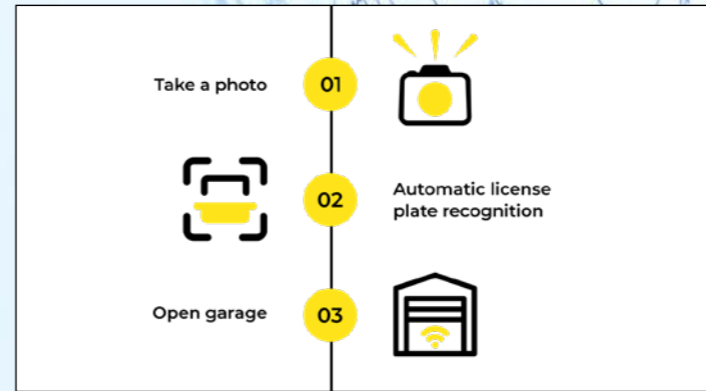 Take a photo
01
02
Automatic license
plate recognition
Open garage
03